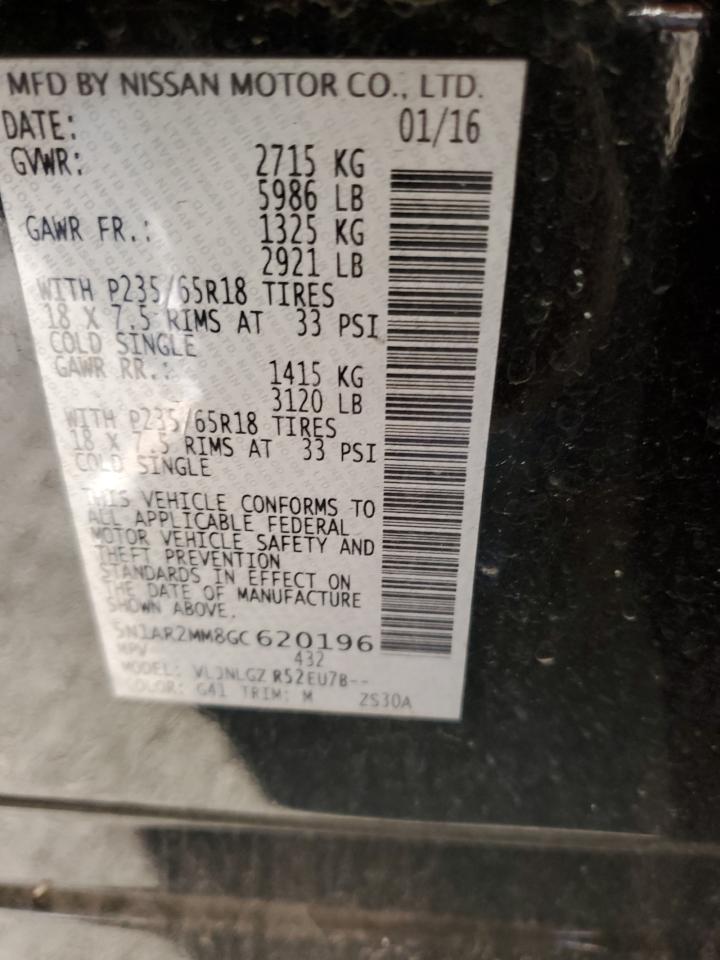 MFD BY NISSAN MOTOR CO., LTD.
DATE: 01/16
GVWR: 2715 KG
5986 LB
GAWR FR.: 1325 KG
2921 LB
WITH P235/65R18 TIRES
18 X 7.5 RIMS AT 33 PSI
COLD SINGLE
GAWR RR.: 1415 KG
3120 LB
WITH P235/65R18 TIRES
18 X 7.5 RIMS AT 33 PSI
COLD SINGLE
THIS VEHICLE CONFORMS TO
ALL APPLICABLE FEDERAL
MOTOR VEHICLE SAFETY AND
THEFT PREVENTION
STANDARDS IN EFFECT ON
THE DATE OF MANUFACTURE
SHOWN ABOVE.
5N1AR2MM8GC620196
MPV 432
MODEL: R52EU7B--
COLOR: G41 TRIM: M 2S30A